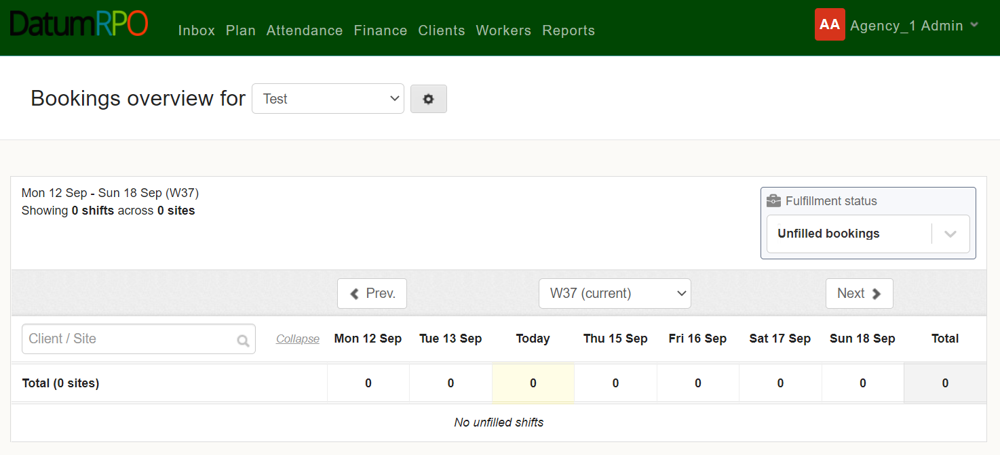 DatumRPO
Inbox Plan Attendance Finance Clients Workers Reports
AA Agency_1 Admin
Bookings overview for Test
Mon 12 Sep - Sun 18 Sep (W37)
Showing 0 shifts across 0 sites
Fulfillment status
Unfilled bookings
Prev. W37 (current) Next
Client / Site Collapse Mon 12 Sep Tue 13 Sep Today Thu 15 Sep Fri 16 Sep Sat 17 Sep Sun 18 Sep Total
Total (0 sites) 0 0 0 0 0 0 0 0
No unfilled shifts